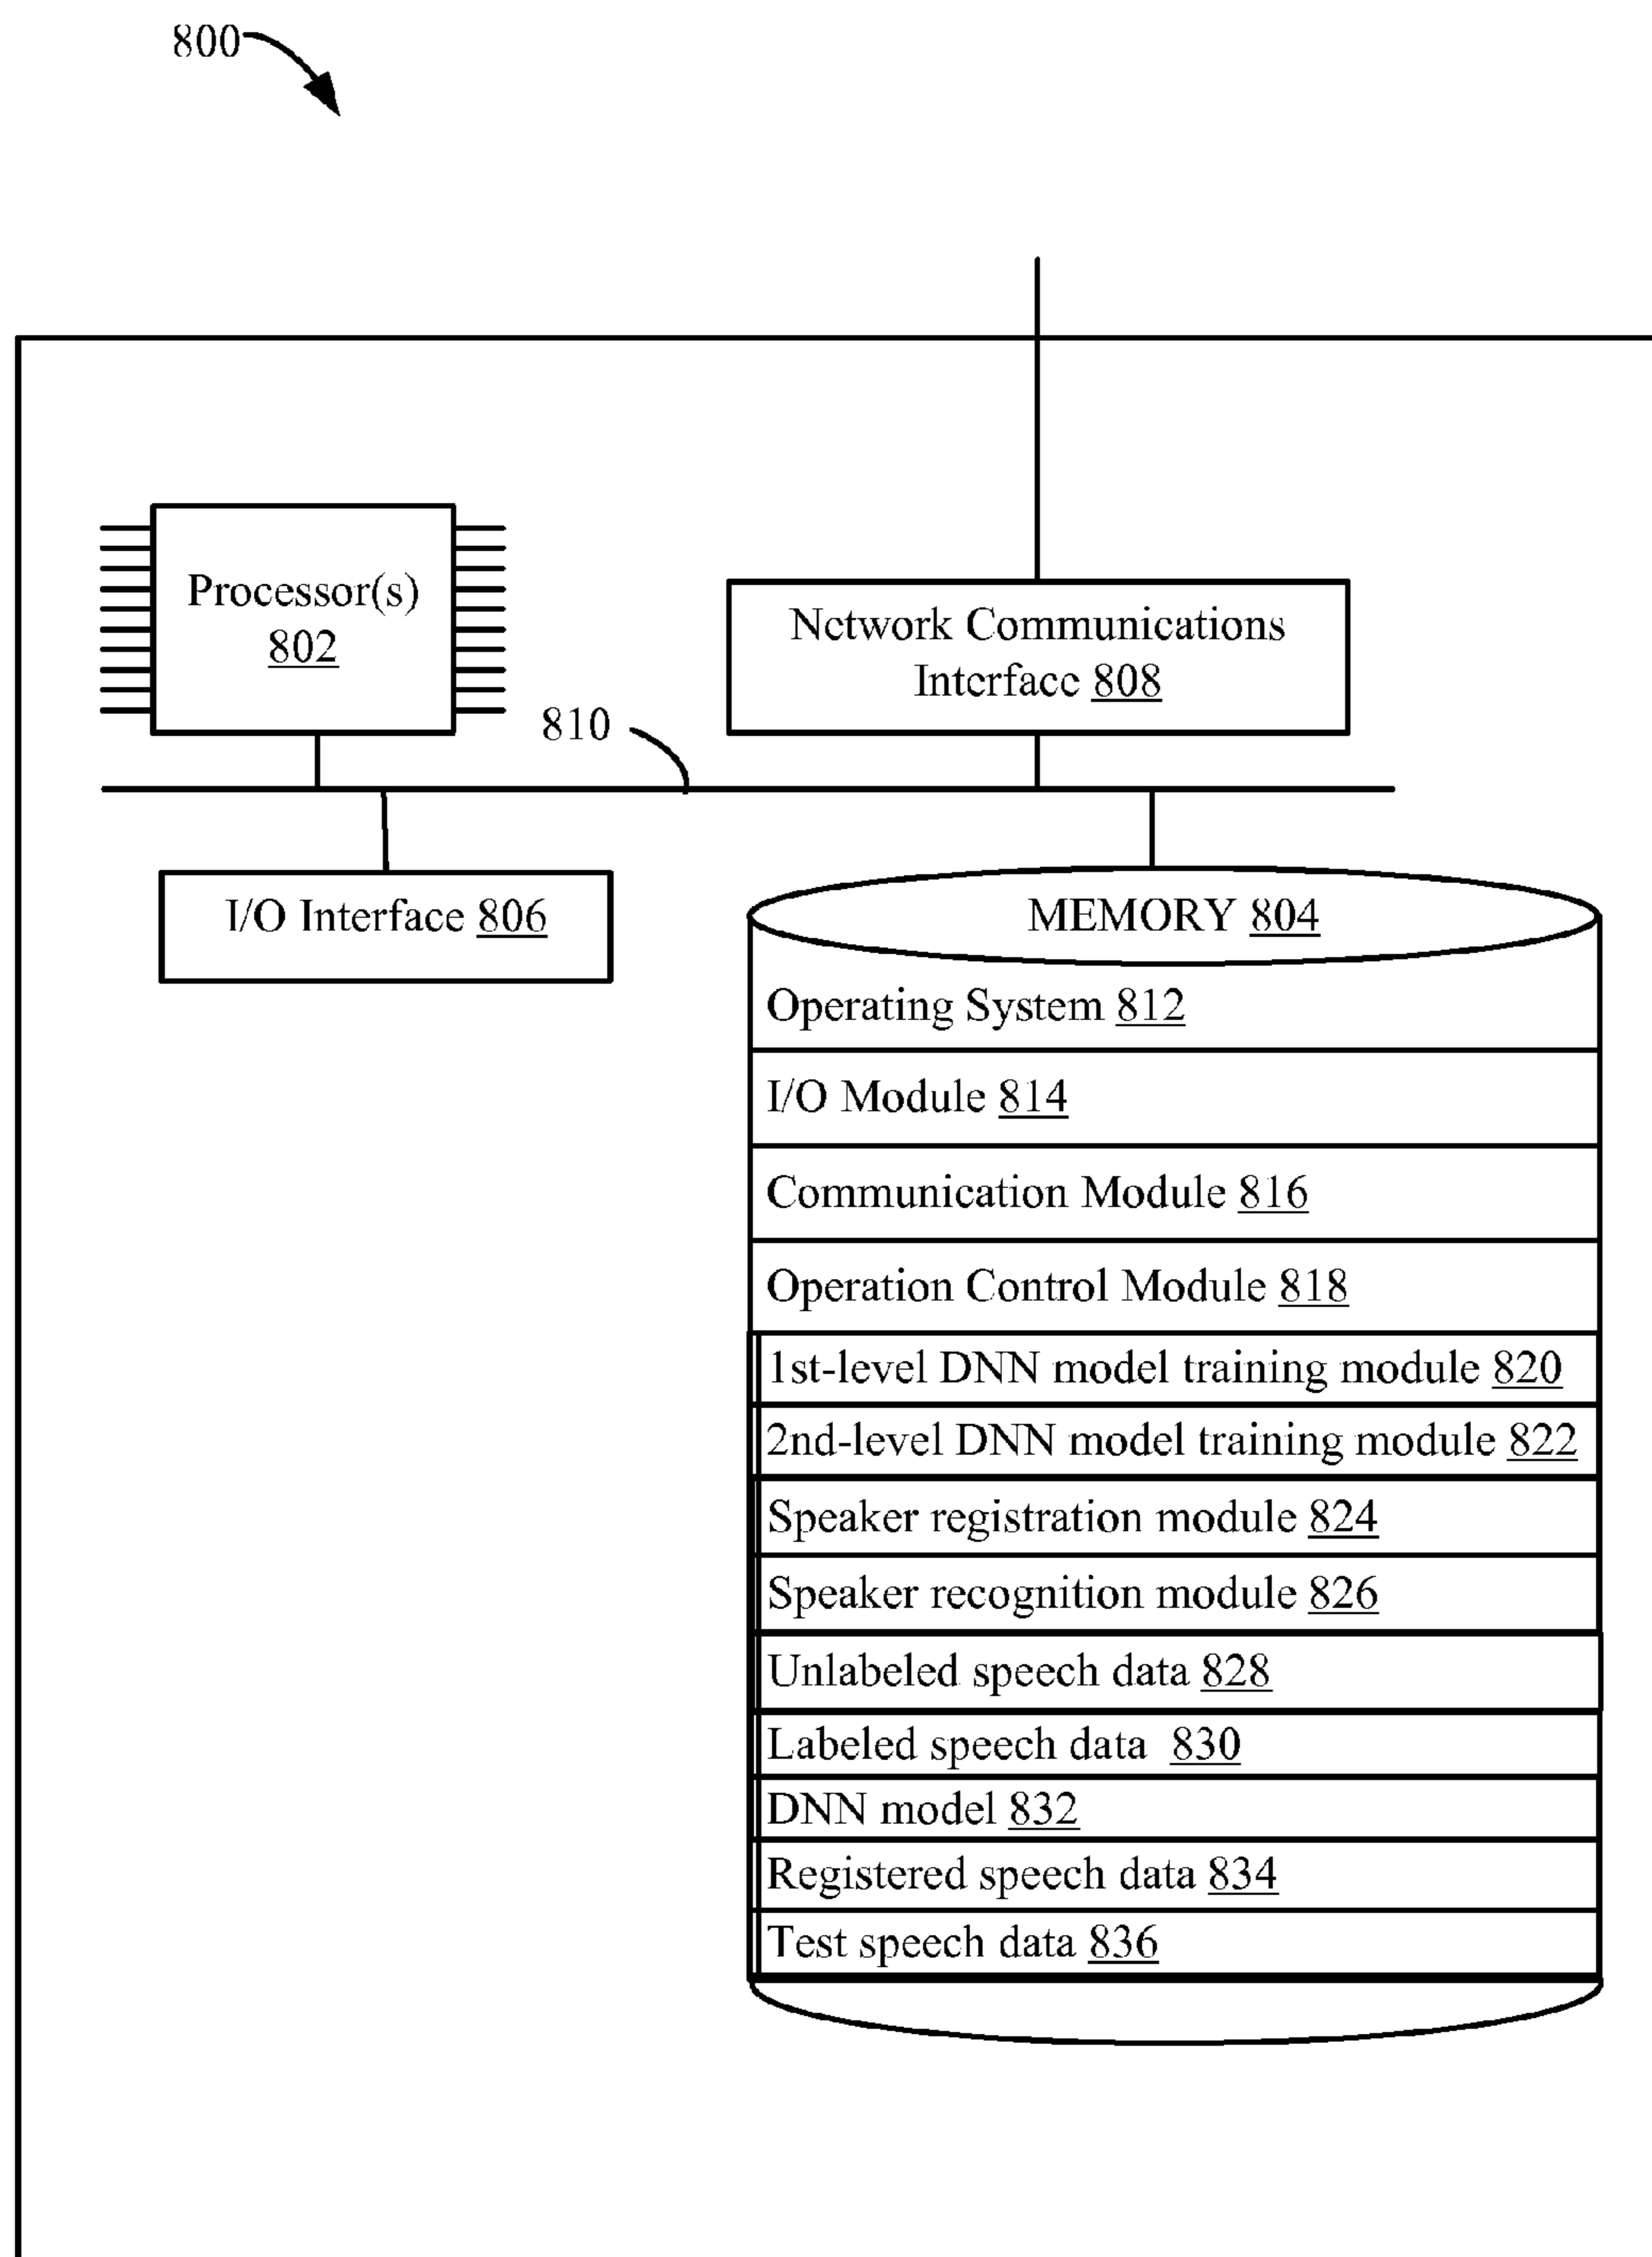 800
Processor(s)
802
Network Communications
Interface 808
810
I/O Interface 806
MEMORY 804
Operating System 812
I/O Module 814
Communication Module 816
Operation Control Module 818
1st-level DNN model training module 820
2nd-level DNN model training module 822
Speaker registration module 824
Speaker recognition module 826
Unlabeled speech data 828
Labeled speech data 830
DNN model 832
Registered speech data 834
Test speech data 836